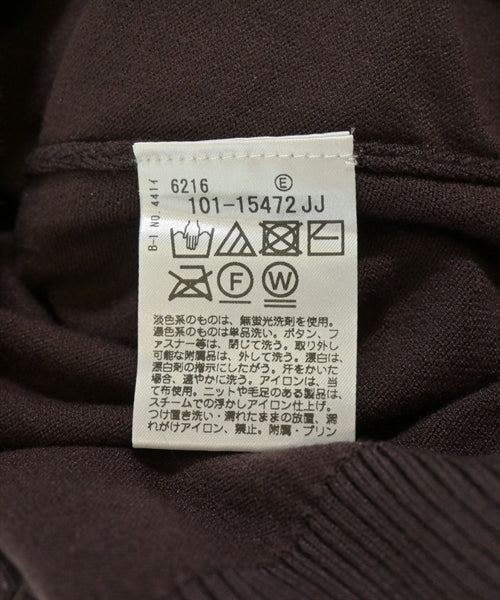 6216 Ⓔ
101-15472 JJ
B-I NO.4414イ
Ⓕ Ⓦ
淡色系のものは、無蛍光洗剤を使用。
濃色系のものは単品洗い。ボタン、フ
ァスナー等は、閉じて洗う。取り外し
可能な附属品は、外して洗う。漂白は、
漂白剤の指示にしたがう。汗をかいた
場合、速やかに洗う。アイロンは、当
て布使用。ニットや毛足のある製品は、
スチームでの浮かしアイロン仕上げ。
つけ置き洗い・濡れたままの放置、濡
れがけアイロン、禁止。附属・プリン